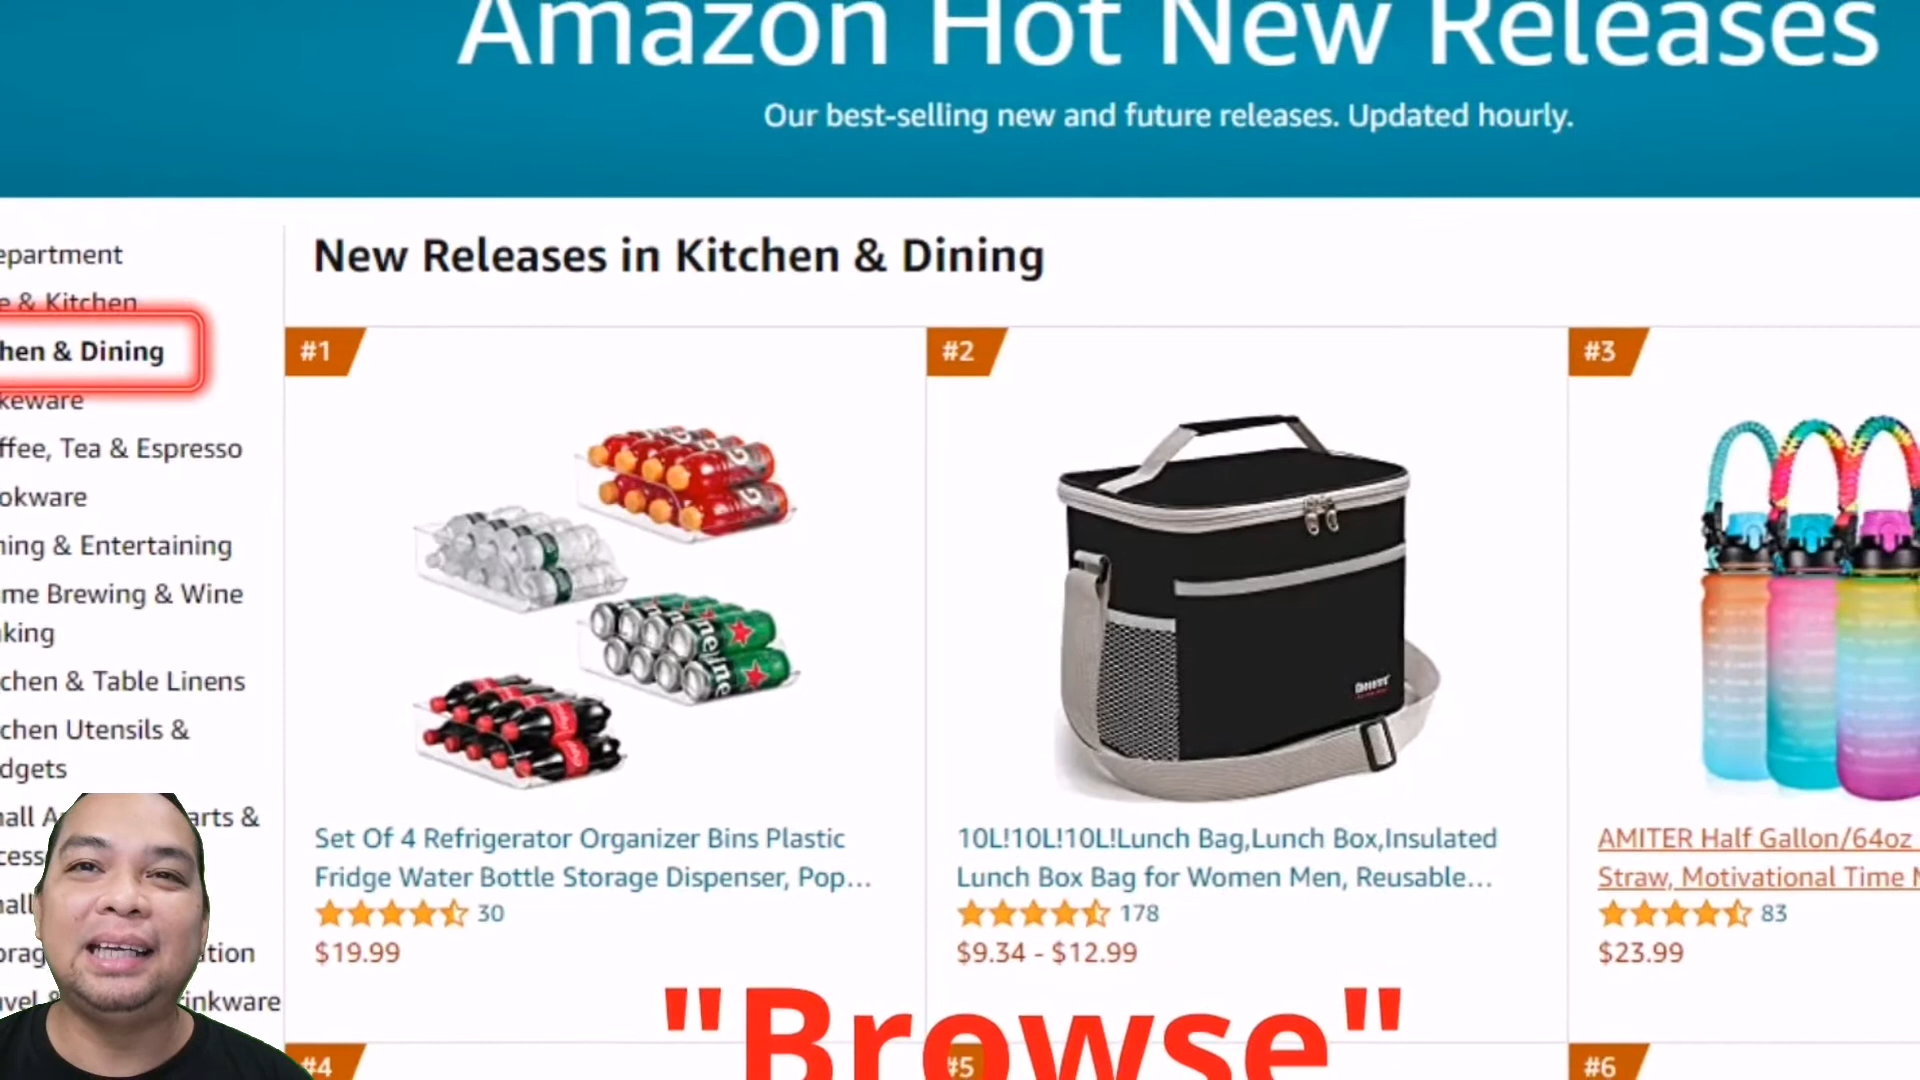 Amazon Hot New Releases
Our best-selling new and future releases. Updated hourly.
epartment
e & Kitchen
hen & Dining
keware
ffee, Tea & Espresso
okware
ning & Entertaining
me Brewing & Wine
king
chen & Table Linens
chen Utensils &
dgets
arts &
ation
inkware
New Releases in Kitchen & Dining
#1
Set Of 4 Refrigerator Organizer Bins Plastic
Fridge Water Bottle Storage Dispenser, Pop...
30
$19.99
#2
10L!10L!10L!Lunch Bag,Lunch Box,Insulated
Lunch Box Bag for Women Men, Reusable...
178
$9.34 - $12.99
#3
AMITER Half Gallon/64oz
Straw, Motivational Time
83
$23.99
"Browse"
#4
#5
#6